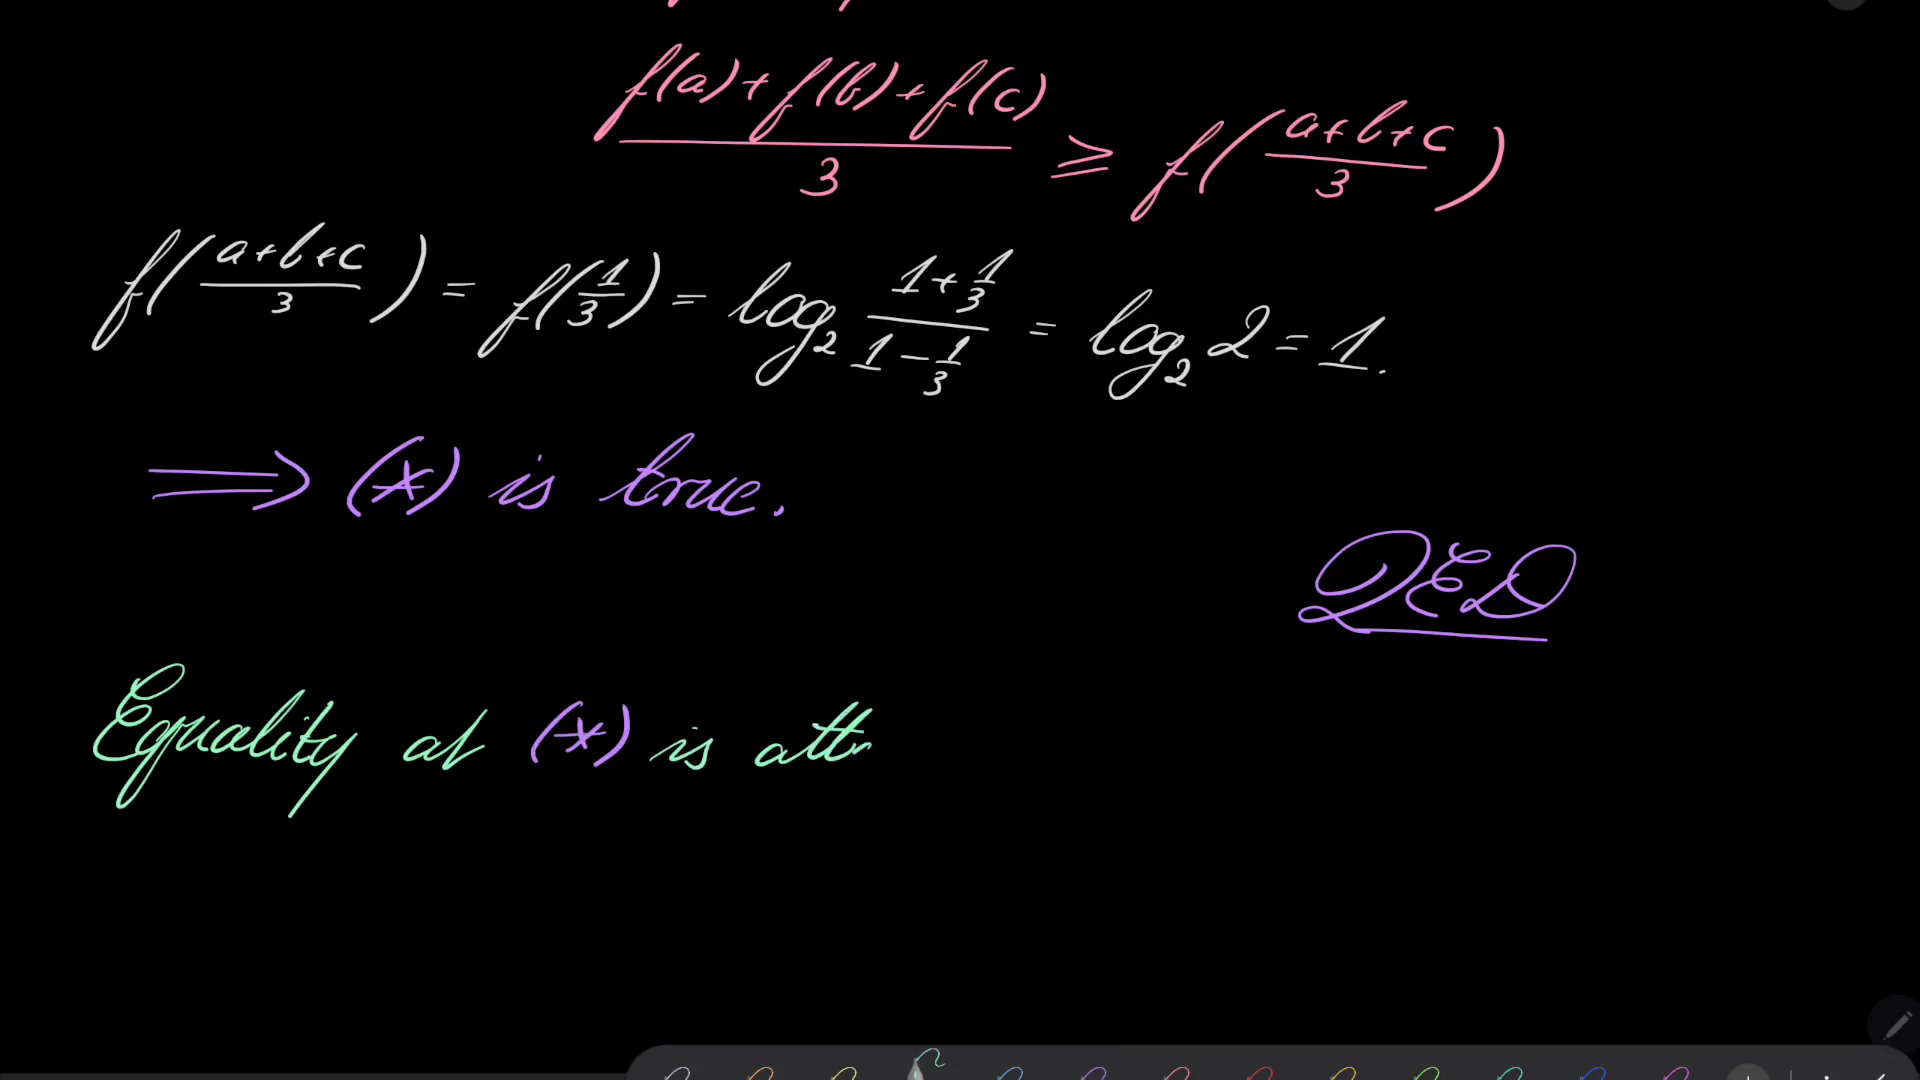 f(a)+f(b)+f(c)/3 ≥ f(a+b+c/3)
f(a+b+c/3) = f(1/3) = log₂ 1+1/3/1-1/3 = log₂ 2 = 1.
⟹ (*) is true.
QED
Equality at (*) is att